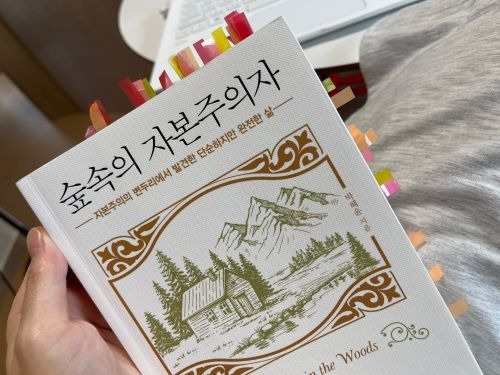 숲속의 자본주의자
자본주의의 변두리에서 발견한 단순하지만 완전한 삶
박혜윤 지음
in the Woods